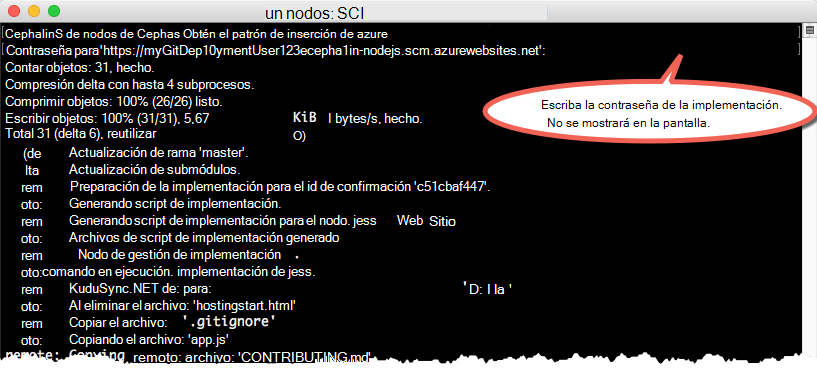 un nodos: SCI
CephalinS de nodos de Cephas Obtén el patrón de inserción de azure
Contraseña para'https://myGitDep10ymentUser123ecepha1in-nodejs.scm.azurewebsites.net':
Contar objetos: 31, hecho.
Compresión delta con hasta 4 subprocesos.
Comprimir objetos: 100% (26/26) listo.
Escribir objetos: 100% (31/31), 5,67 KiB I bytes/s, hecho.
Total 31 (delta 6), reutilizar O)
Escriba la contraseña de la implementación.
No se mostrará en la pantalla.
(de Actualización de rama 'master'.
lta Actualización de submódulos.
rem Preparación de la implementación para el id de confirmación 'c51cbaf447'.
oto: Generando script de implementación.
rem Generando script de implementación para el nodo. jess Web Sitio
oto: Archivos de script de implementación generado
rem Nodo de gestión de implementación .
oto:comando en ejecución. implementación de jess.
rem KuduSync.NET de: para: 'D: I la '
oto: Al eliminar el archivo: 'hostingstart.html'
rem Copiar el archivo: '.gitignore'
oto: Copiando el archivo: 'app.js'
remote: Copying remoto: archivo: 'CONTRIBUTING.md'